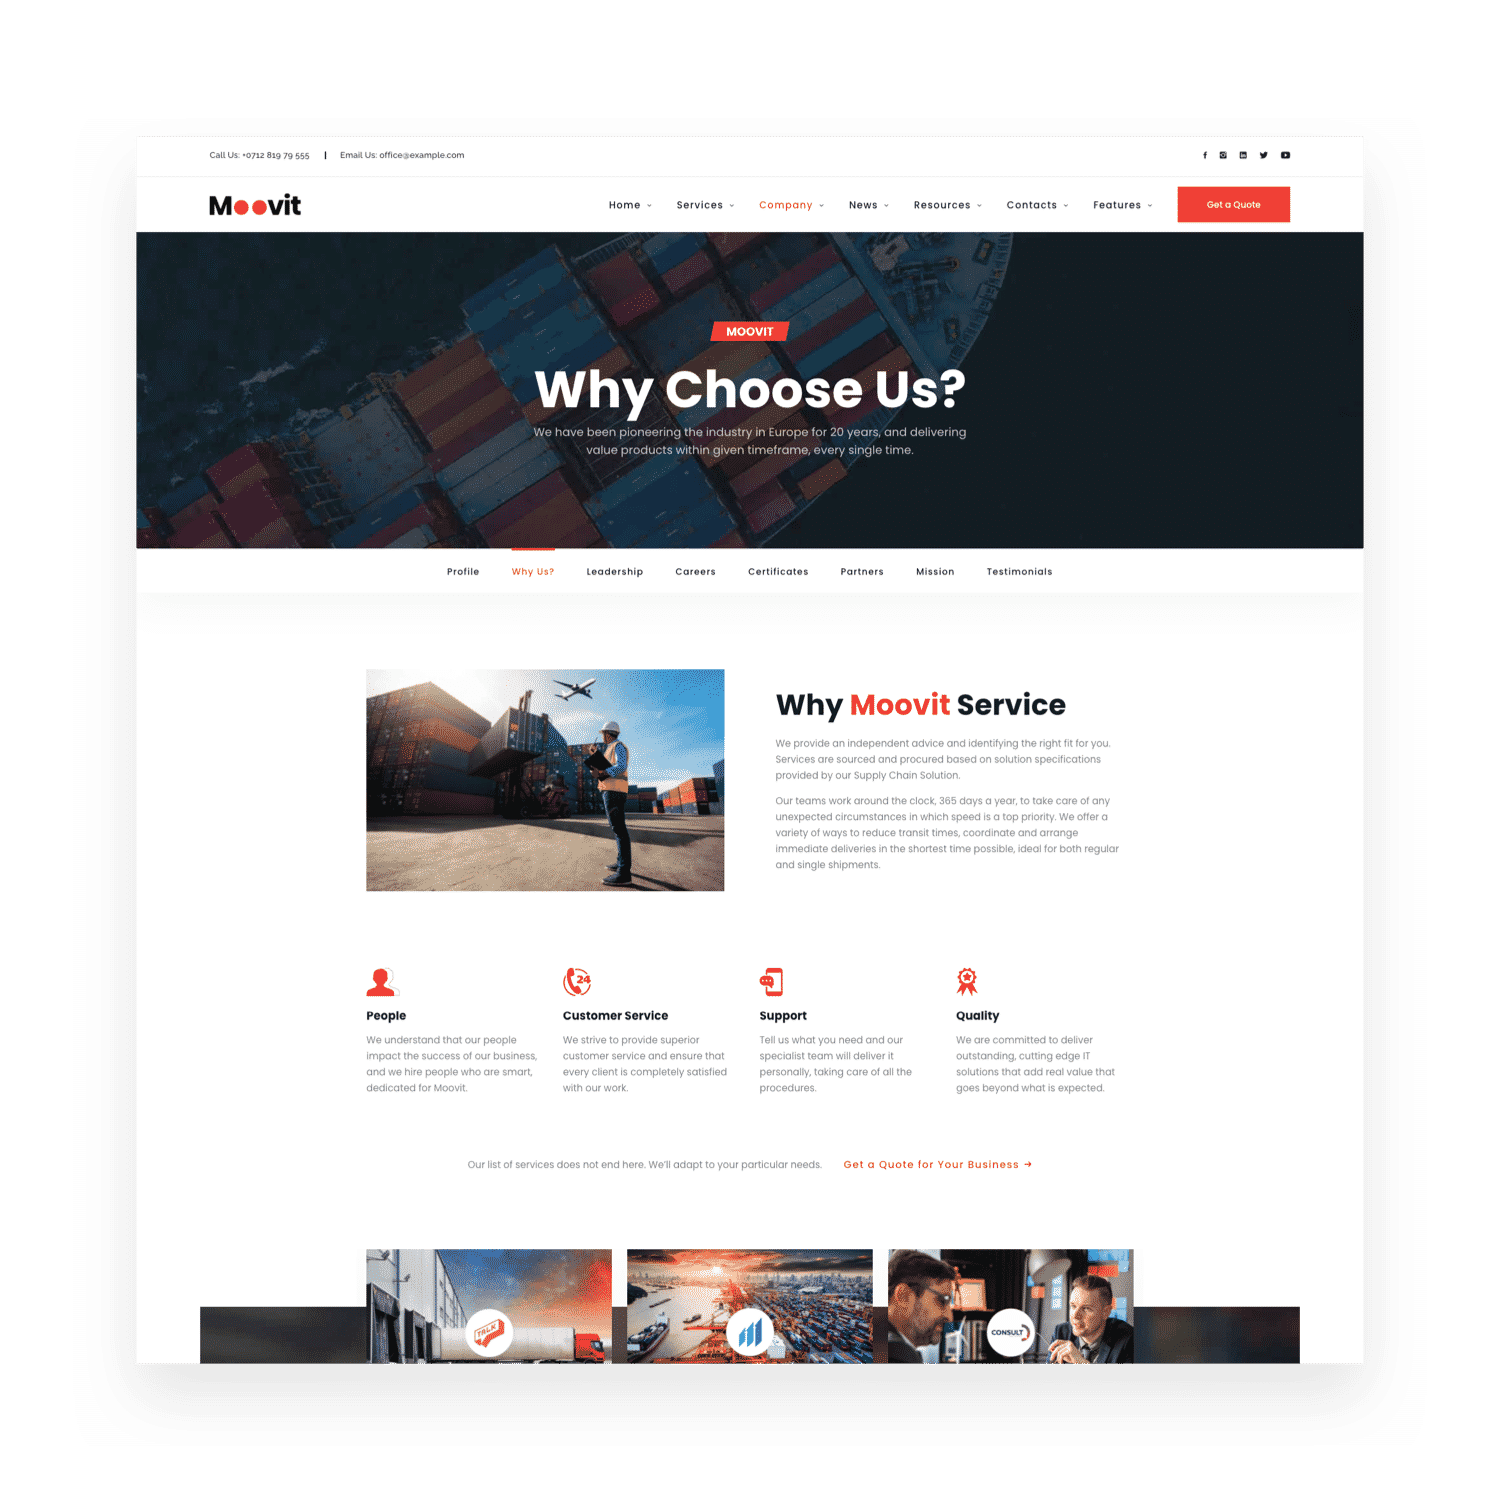 Call Us: +0712 819 79 555 | Email Us: office@example.com
Moovit
Home Services Company News Resources Contacts Features Get a Quote
MOOVIT
Why Choose Us?
We have been pioneering the industry in Europe for 20 years, and delivering
value products within given timeframe, every single time.
Profile Why Us? Leadership Careers Certificates Partners Mission Testimonials
Why Moovit Service
We provide an independent advice and identifying the right fit for you.
Services are sourced and procured based on solution specifications
provided by our Supply Chain Solution.
Our teams work around the clock, 365 days a year, to take care of any
unexpected circumstances in which speed is a top priority. We offer a
variety of ways to reduce transit times, coordinate and arrange
immediate deliveries in the shortest time possible, ideal for both regular
and single shipments.
24
People
We understand that our people
impact the success of our business,
and we hire people who are smart,
dedicated for Moovit.
Customer Service
We strive to provide superior
customer service and ensure that
every client is completely satisfied
with our work.
Support
Tell us what you need and our
specialist team will deliver it
personally, taking care of all the
procedures.
Quality
We are committed to deliver
outstanding, cutting edge IT
solutions that add real value that
goes beyond what is expected.
Our list of services does not end here. We'll adapt to your particular needs. Get a Quote for Your Business →
TALK
CONSULT